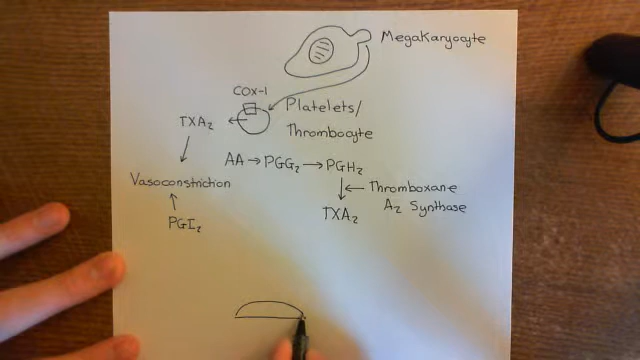 MegaKaryocyte
COX-1
Platelets/
Thrombocyte
TXA₂
AA → PGG₂ → PGH₂
Vasoconstriction
Thromboxane
A₂ Synthase
PGI₂
TXA₂